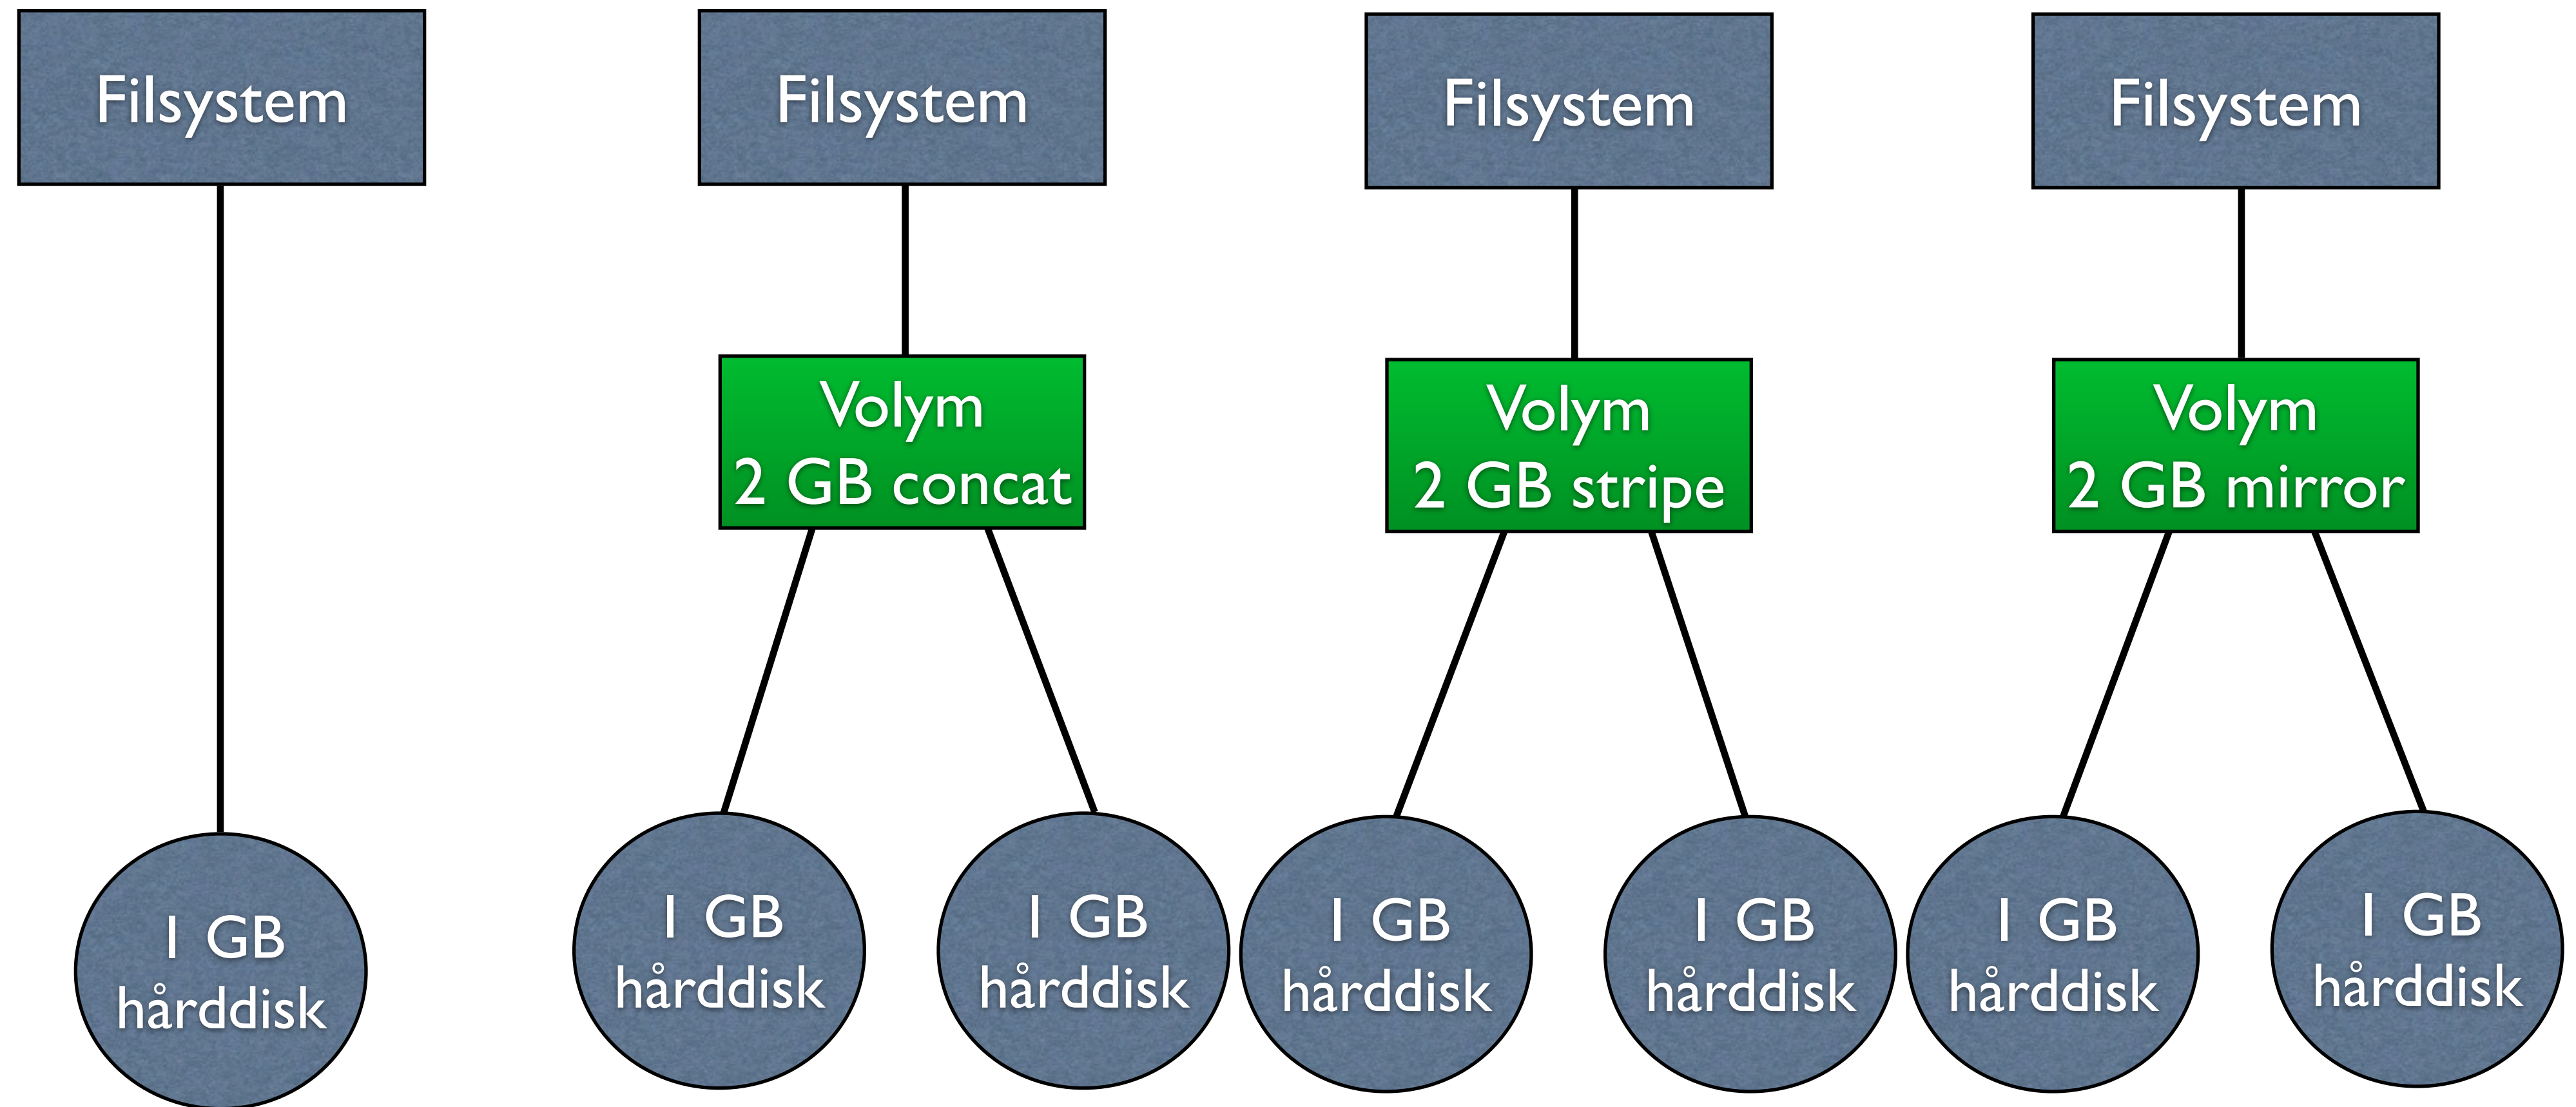 Filsystem
Filsystem
Filsystem
Filsystem
Volym
2 GB concat
Volym
2 GB stripe
Volym
2 GB mirror
1 GB
hårddisk
1 GB
hårddisk
1 GB
hårddisk
1 GB
hårddisk
1 GB
hårddisk
1 GB
hårddisk
1 GB
hårddisk